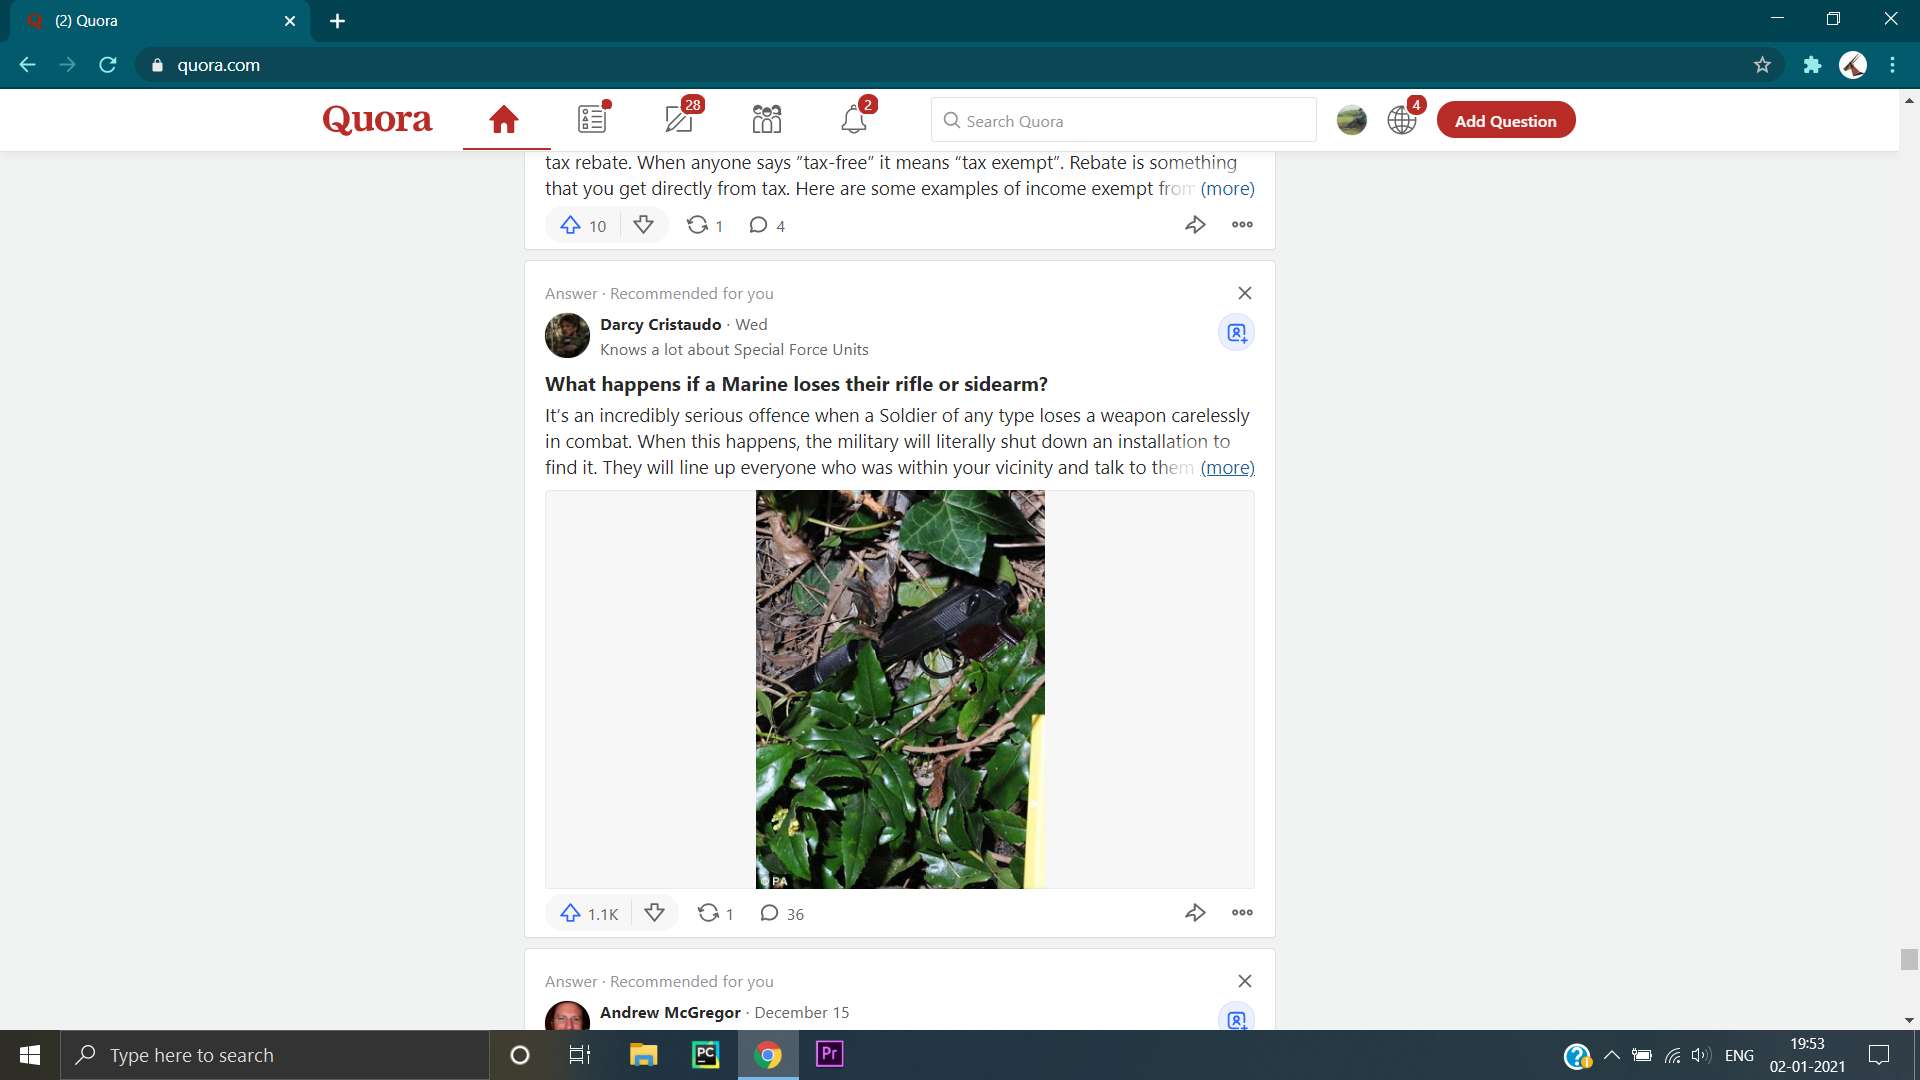 (2) Quora
quora.com
Quora
28
2
Search Quora
4
Add Question
tax rebate. When anyone says "tax-free" it means “tax exempt”. Rebate is something
that you get directly from tax. Here are some examples of income exempt from (more)
10
1
4
Answer · Recommended for you
Darcy Cristaudo · Wed
Knows a lot about Special Force Units
What happens if a Marine loses their rifle or sidearm?
It's an incredibly serious offence when a Soldier of any type loses a weapon carelessly
in combat. When this happens, the military will literally shut down an installation to
find it. They will line up everyone who was within your vicinity and talk to them (more)
© PA
1.1K
1
36
Answer · Recommended for you
Andrew McGregor · December 15
Type here to search
PC
Pr
ENG
19:53
02-01-2021